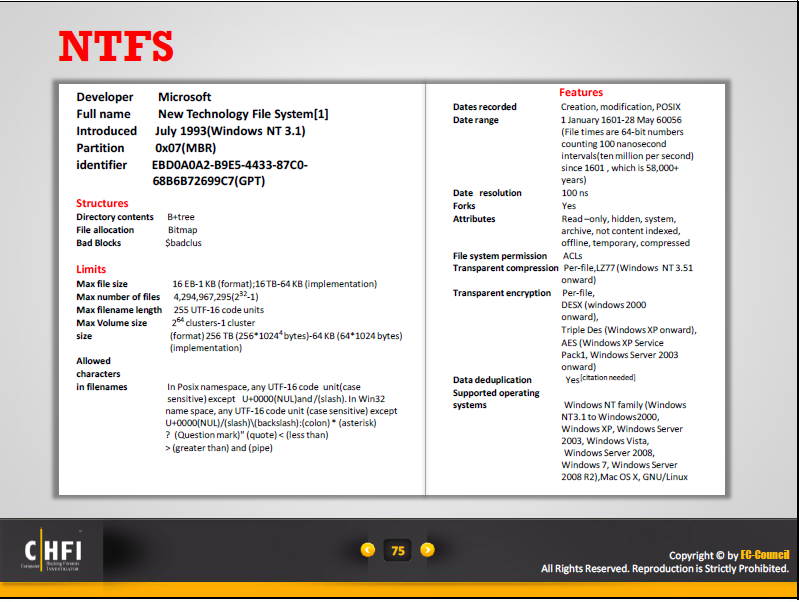 NTFS
Developer Microsoft
Full name New Technology File System[1]
Introduced July 1993(Windows NT 3.1)
Partition 0x07(MBR)
identifier EBD0A0A2-B9E5-4433-87C0-
68B6B72699C7(GPT)
Structures
Directory contents B+tree
File allocation Bitmap
Bad Blocks $badclus
Limits
Max file size 16 EB-1 KB (format);16 TB-64 KB (implementation)
Max number of files 4,294,967,295(2³²-1)
Max filename length 255 UTF-16 code units
Max Volume size 2⁶⁴ clusters-1 cluster
size (format) 256 TB (256*1024⁴ bytes)-64 KB (64*1024 bytes)
(implementation)
Allowed
characters
in filenames In Posix namespace, any UTF-16 code unit(case
sensitive) except U+0000(NUL)and /(slash). In Win32
name space, any UTF-16 code unit (case sensitive) except
U+0000(NUL)/(slash)\(backslash):(colon) * (asterisk)
? (Question mark)" (quote) < (less than)
> (greater than) and (pipe)
Features
Dates recorded Creation, modification, POSIX
Date range 1 January 1601-28 May 60056
(File times are 64-bit numbers
counting 100 nanosecond
intervals(ten million per second)
since 1601 , which is 58,000+
years)
Date resolution 100 ns
Forks Yes
Attributes Read –only, hidden, system,
archive, not content indexed,
offline, temporary, compressed
File system permission ACLs
Transparent compression Per-file,LZ77 (Windows NT 3.51
onward)
Transparent encryption Per-file,
DESX (windows 2000
onward),
Triple Des (Windows XP onward),
AES (Windows XP Service
Pack1, Windows Server 2003
onward)
Data deduplication Yes[citation needed]
Supported operating
systems
Windows NT family (Windows
NT3.1 to Windows2000,
Windows XP, Windows Server
2003, Windows Vista,
Windows Server 2008,
Windows 7, Windows Server
2008 R2),Mac OS X, GNU/Linux
CHFI
Computer Hacking Forensic
INVESTIGATOR
75
Copyright © by EC-Council
All Rights Reserved. Reproduction is Strictly Prohibited.